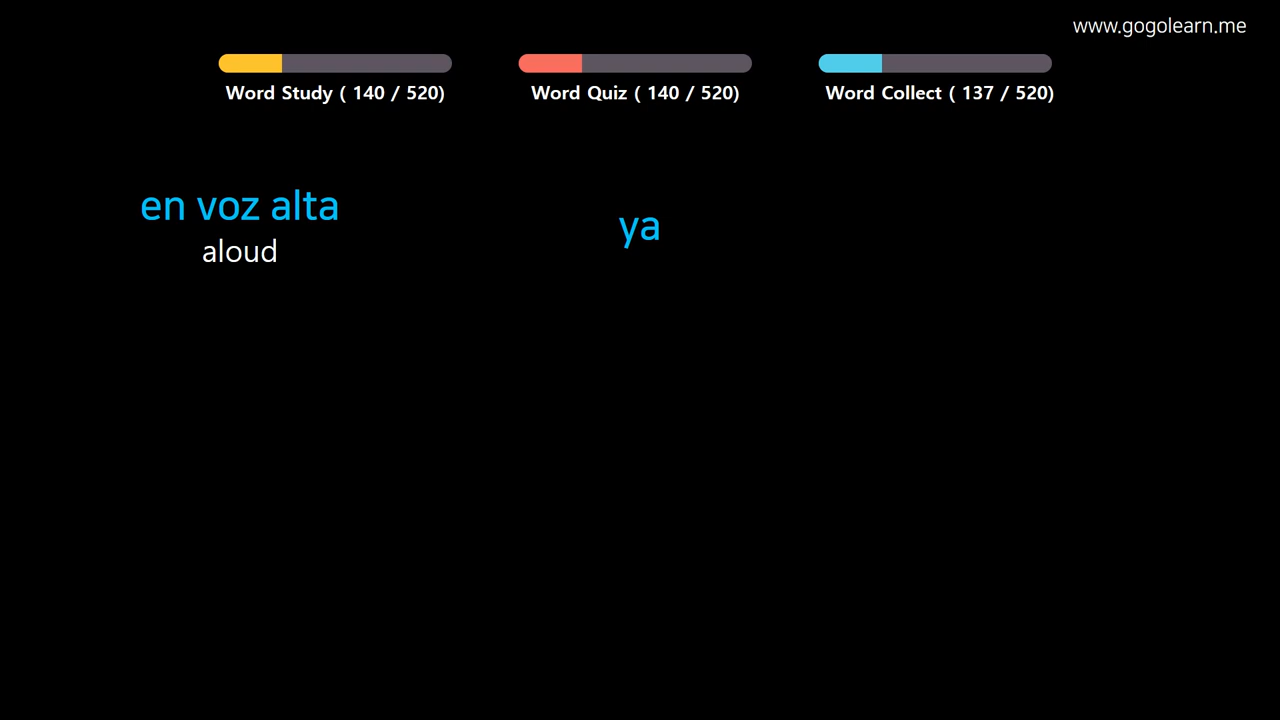 www.gogolearn.me
Word Study ( 140 / 520)
Word Quiz ( 140 / 520)
Word Collect ( 137 / 520)
en voz alta
aloud
ya